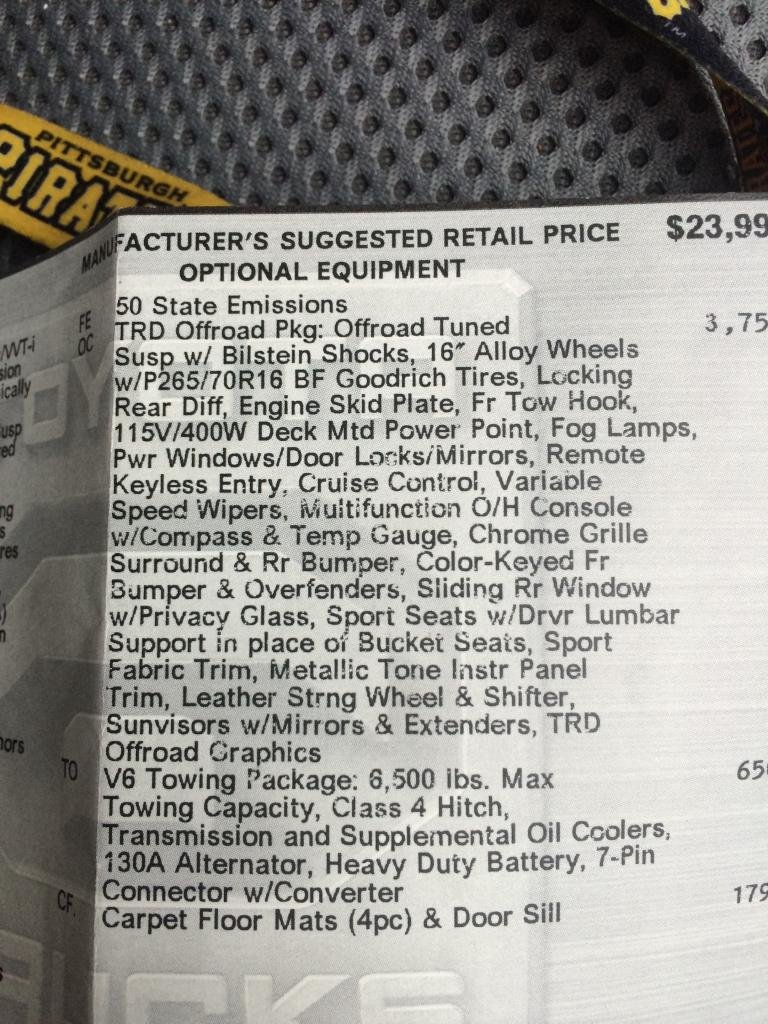 PITTSBURGH
PIRAT
MANUFACTURER'S SUGGESTED RETAIL PRICE $23,99
OPTIONAL EQUIPMENT
FE 50 State Emissions
OC TRD Offroad Pkg: Offroad Tuned 3,75
Susp w/ Bilstein Shocks, 16" Alloy Wheels
w/P265/70R16 BF Goodrich Tires, Locking
Rear Diff, Engine Skid Plate, Fr Tow Hook,
115V/400W Deck Mtd Power Point, Fog Lamps,
Pwr Windows/Door Locks/Mirrors, Remote
Keyless Entry, Cruise Control, Variable
Speed Wipers, Multifunction O/H Console
w/Compass & Temp Gauge, Chrome Grille
Surround & Rr Bumper, Color-Keyed Fr
Bumper & Overfenders, Sliding Rr Window
w/Privacy Glass, Sport Seats w/Drvr Lumbar
Support in place of Bucket Seats, Sport
Fabric Trim, Metallic Tone Instr Panel
Trim, Leather Strng Wheel & Shifter,
Sunvisors w/Mirrors & Extenders, TRD
Offroad Graphics
TO V6 Towing Package: 6,500 lbs. Max 65
Towing Capacity, Class 4 Hitch,
Transmission and Supplemental Oil Coolers,
130A Alternator, Heavy Duty Battery, 7-Pin
Connector w/Converter
CF Carpet Floor Mats (4pc) & Door Sill 179